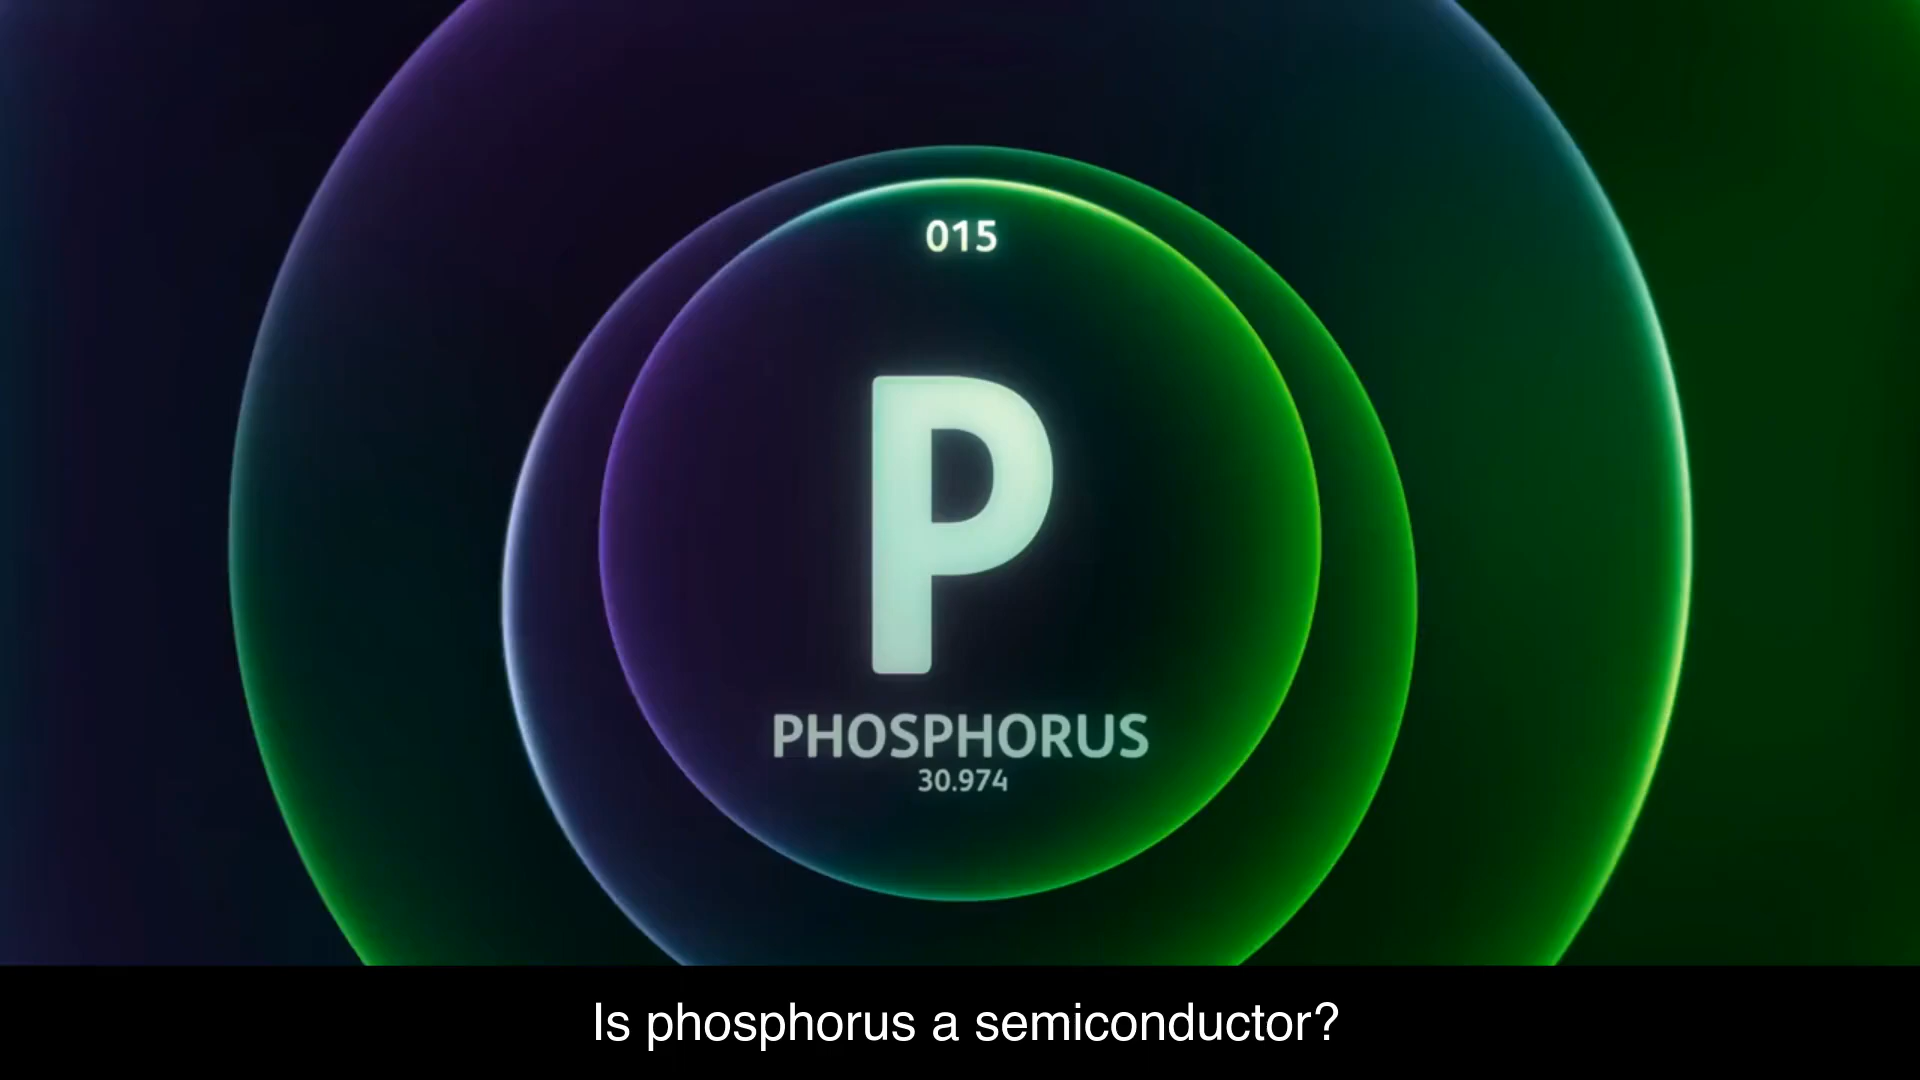 015
P
PHOSPHORUS
30.974
Is phosphorus a semiconductor?